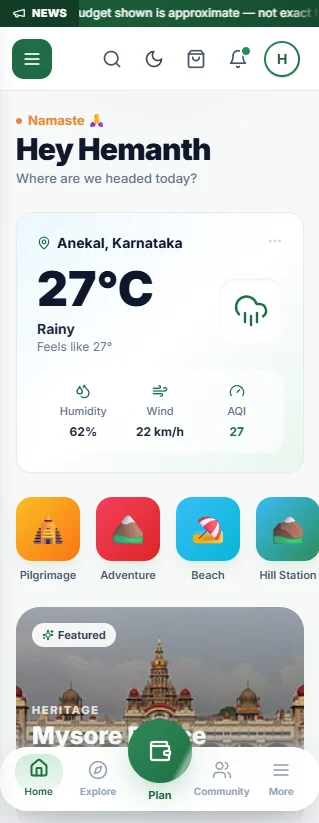 NEWS
udget shown is approximate — not exact
H
Namaste 🙏
Hey Hemanth
Where are we headed today?
Anekal, Karnataka
27°C
Rainy
Feels like 27°
Humidity Wind AQI
62% 22 km/h 27
Pilgrimage Adventure Beach Hill Station
Featured
HERITAGE
Mysore
Home Explore Plan Community More